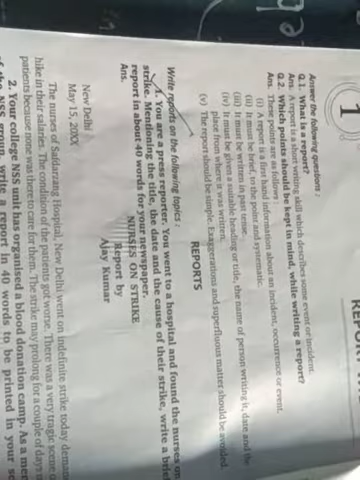 1
REPORT
Answer the following questions :
Q. 1. What is a report?
Ans. A report is a short writing skill which describes some event or incident.
Q. 2. Which points should be kept in mind, while writing a report?
Ans. These points are as follows :
(i) A report is a first hand information about an incident, occurrence or event.
(ii) It must be brief, to the point and systematic.
(iii) It must be written in past tense.
(iv) It must be given a suitable heading or title, the name of person writing it, date and the
place from where it was written.
(v) The report should be simple. Exaggerations and superfluous matter should be avoided.
REPORTS
Write reports on the following topics :
1. You are a press reporter. You went to a hospital and found the nurses on
strike. Mentioning the title, the date and the cause of their strike, write a brief
report in about 40 words for your newspaper.
Ans.
NURSES ON STRIKE
Report by
Ajay Kumar
New Delhi
May 15, 20XX
The nurses of Safdarzang Hospital, New Delhi went on indefinite strike today
hike in their salaries. The condition of the patients got worse. There was a very tragic scene
patients because none was there to care for them. The strike may prolong for a couple of days
2. Your college NSS unit has organised a blood donation camp. As a
NSS group, write a report in 40 words to be printed in your